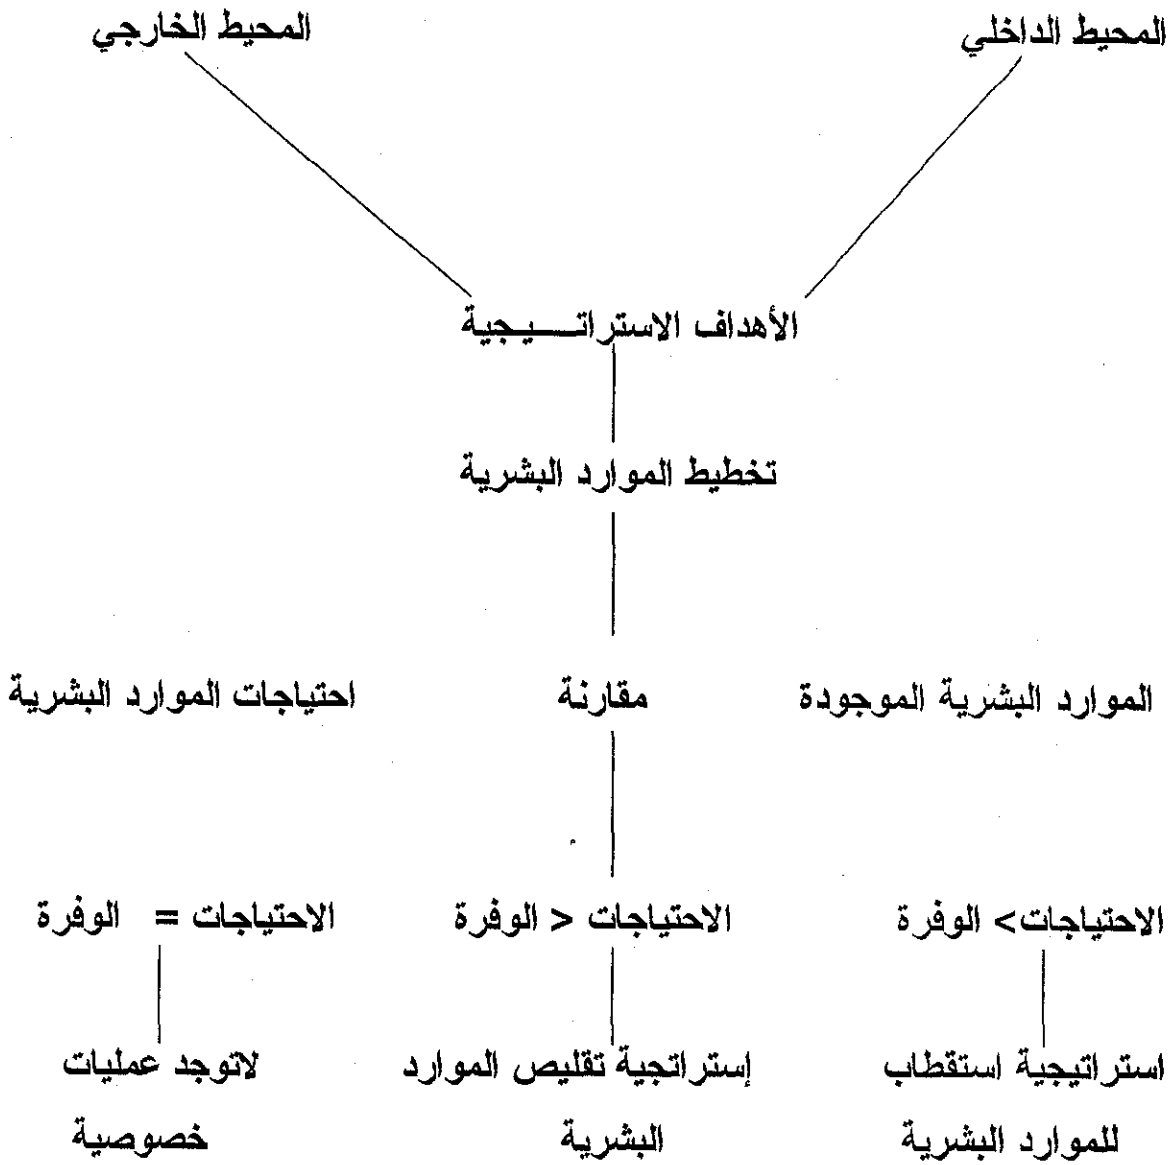 المحيط الداخلي
المحيط الخارجي
الأهداف الاستراتـــيـجية
تخطيط الموارد البشرية
الموارد البشرية الموجودة
مقارنة
احتياجات الموارد البشرية
الاحتياجات> الوفرة
الاحتياجات < الوفرة
الاحتياجات = الوفرة
استراتيجية استقطاب
للموارد البشرية
إستراتجية تقليص الموارد
البشرية
لاتوجد عمليات
خصوصية